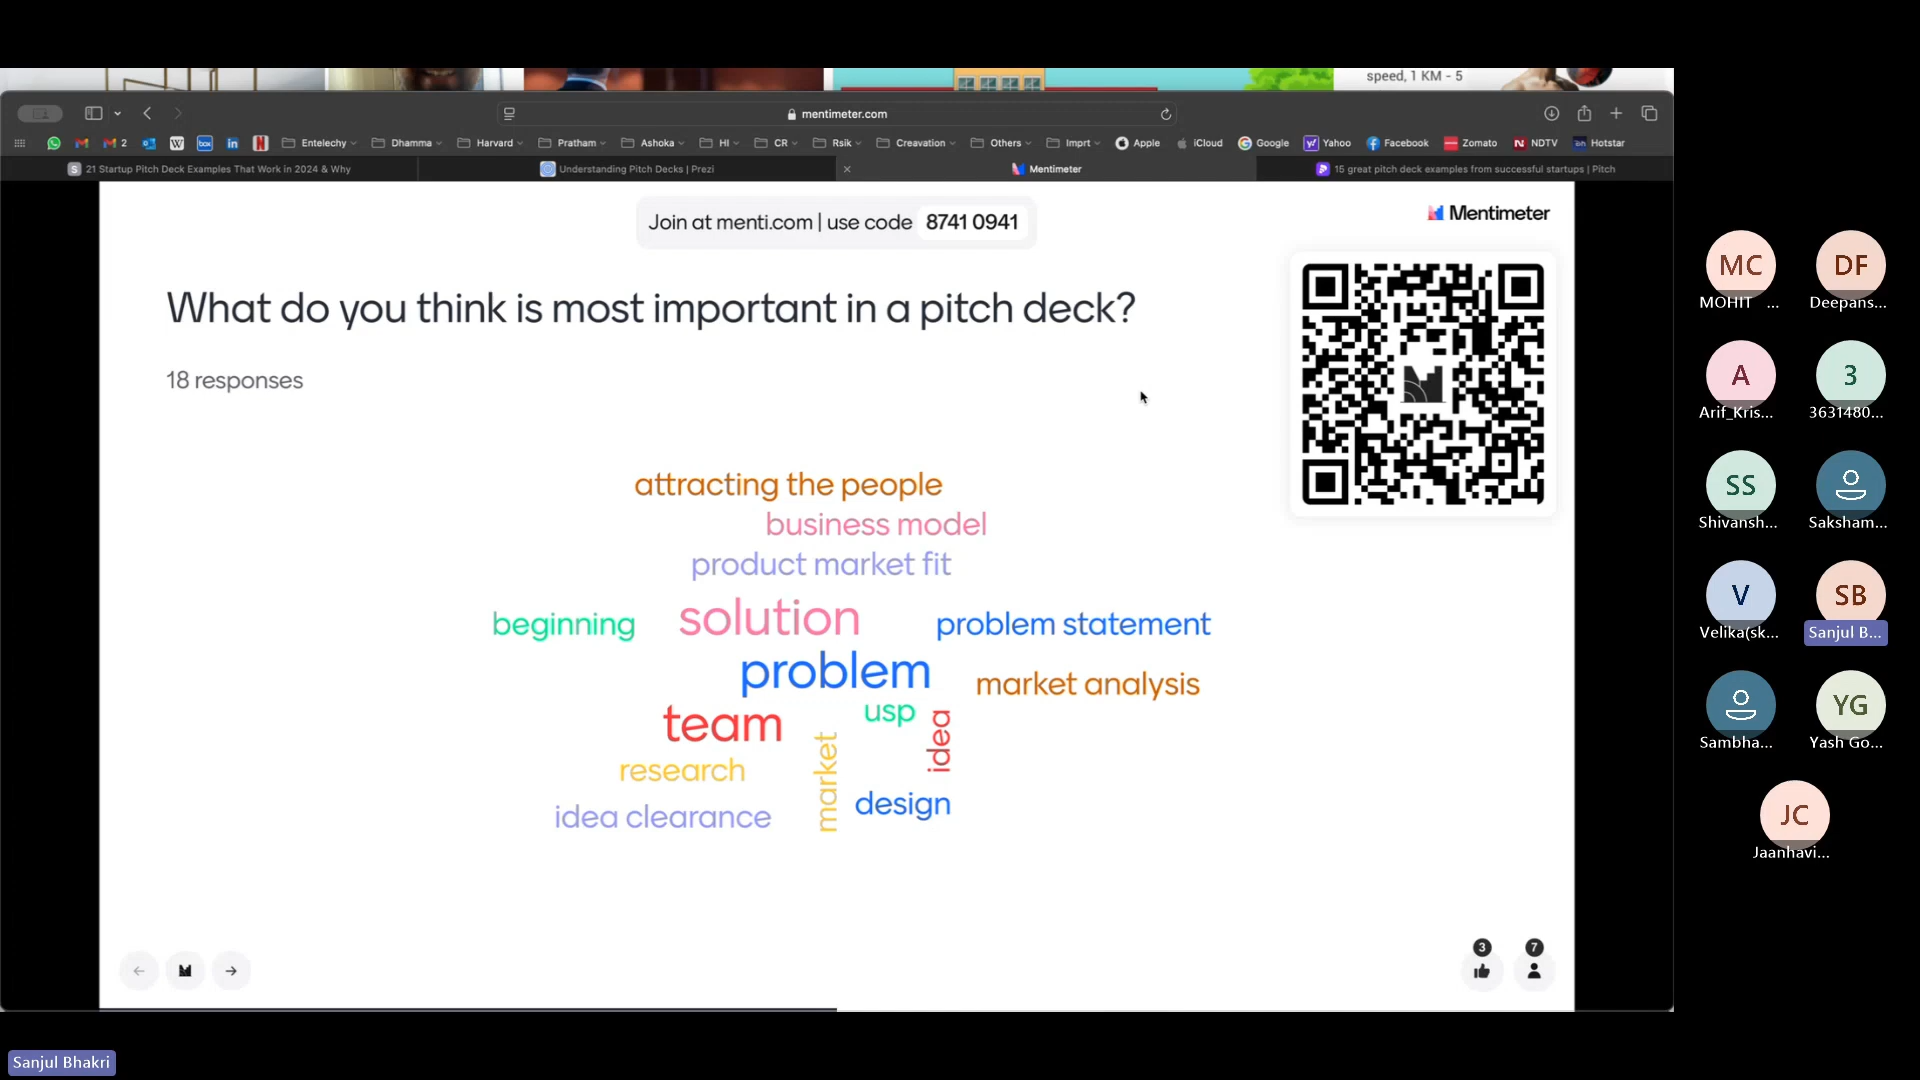 speed, 1 KM - 5
mentimeter.com
2
Entelechy
Dhamma
Harvard
Pratham
Ashoka
HI
CR
Rsik
Creavation
Others
Imprt
Apple
iCloud
Google
Yahoo
Facebook
Zomato
NDTV
Hotstar
21 Startup Pitch Deck Examples That Work in 2024 & Why
Understanding Pitch Decks | Prezi
Mentimeter
15 great pitch deck examples from successful startups | Pitch
Join at menti.com | use code 8741 0941
Mentimeter
What do you think is most important in a pitch deck?
18 responses
attracting the people
business model
product market fit
beginning
solution
problem statement
problem
market analysis
team
usp
idea
research
market
idea clearance
design
3
7
MC
MOHIT ...
DF
Deepans...
A
Arif_Kris...
3
3631480...
SS
Shivansh...
Saksham...
V
Velika(sk...
SB
Sanjul B...
Sambha...
YG
Yash Go...
JC
Jaanhavi...
Sanjul Bhakri